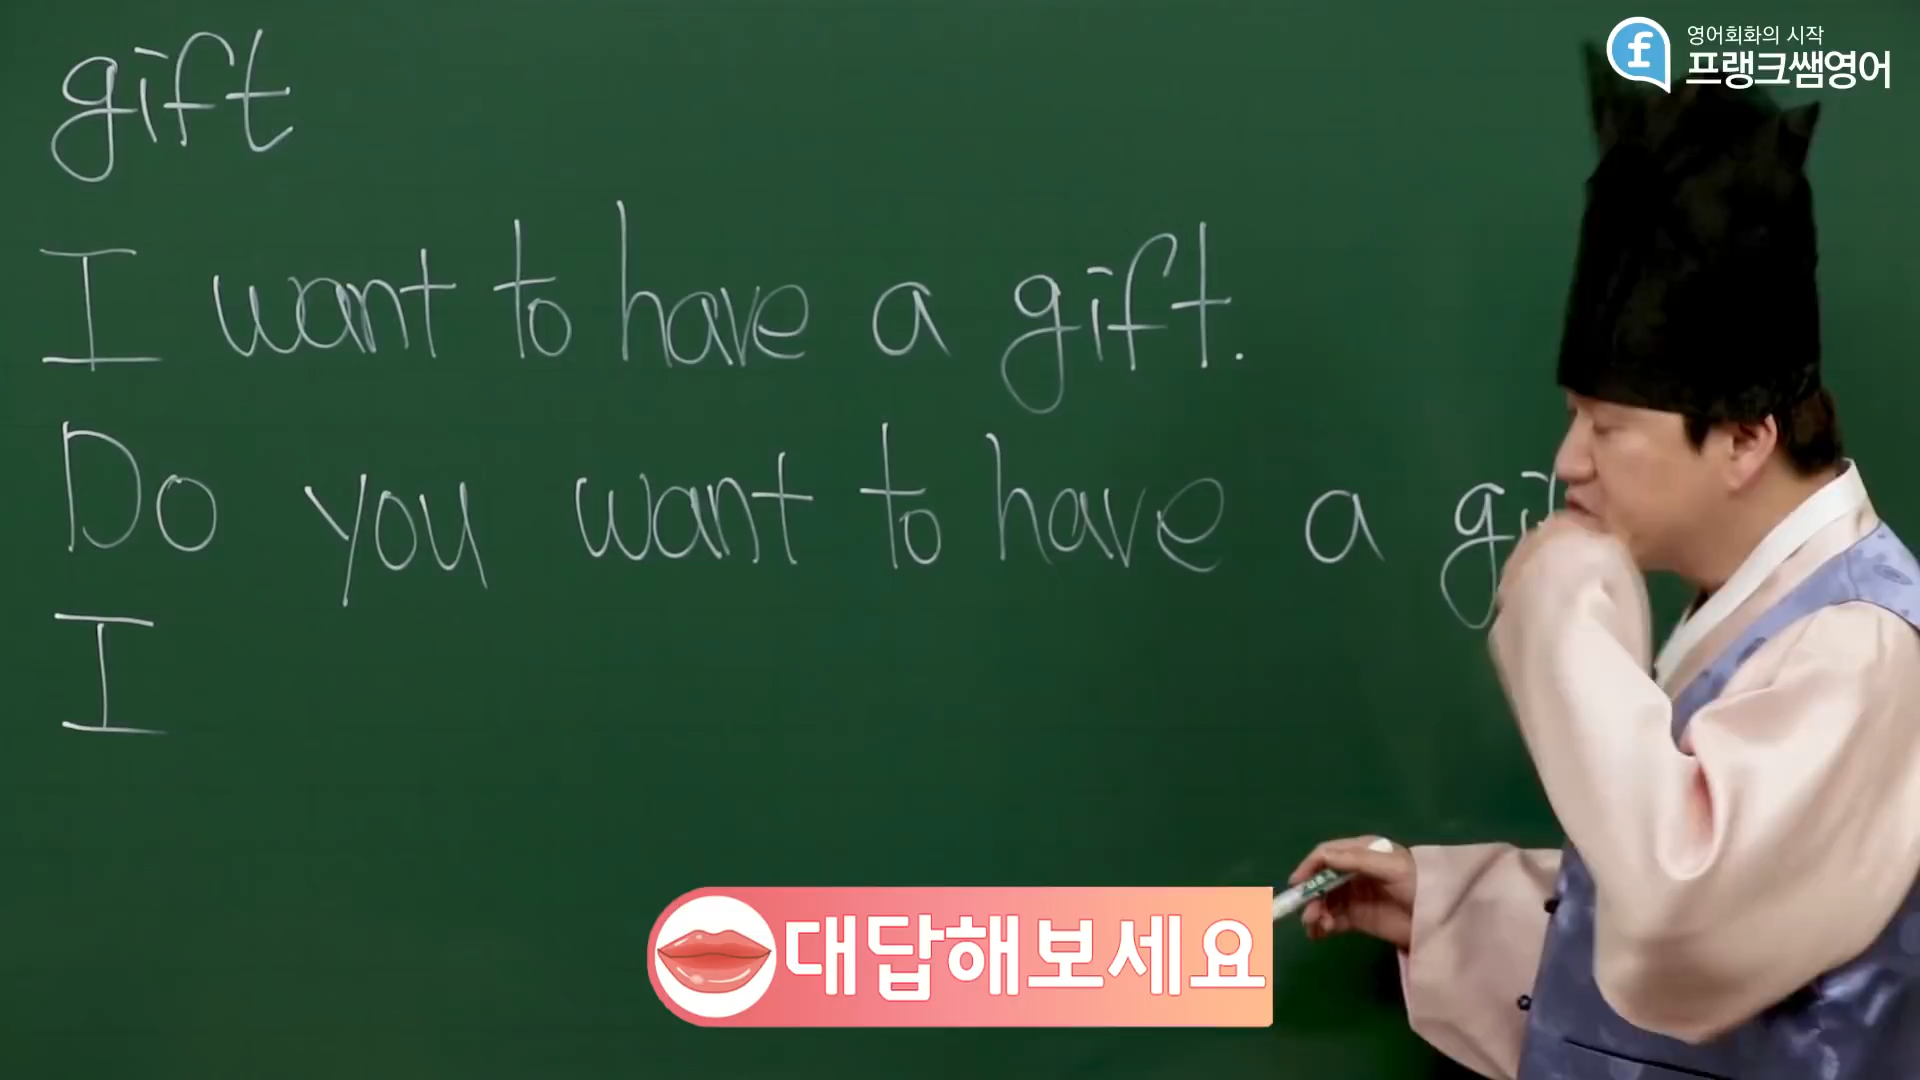 영어회화의 시작
프랭크쌤영어
gift
I want to have a gift.
Do you want to have a
I
대답해보세요